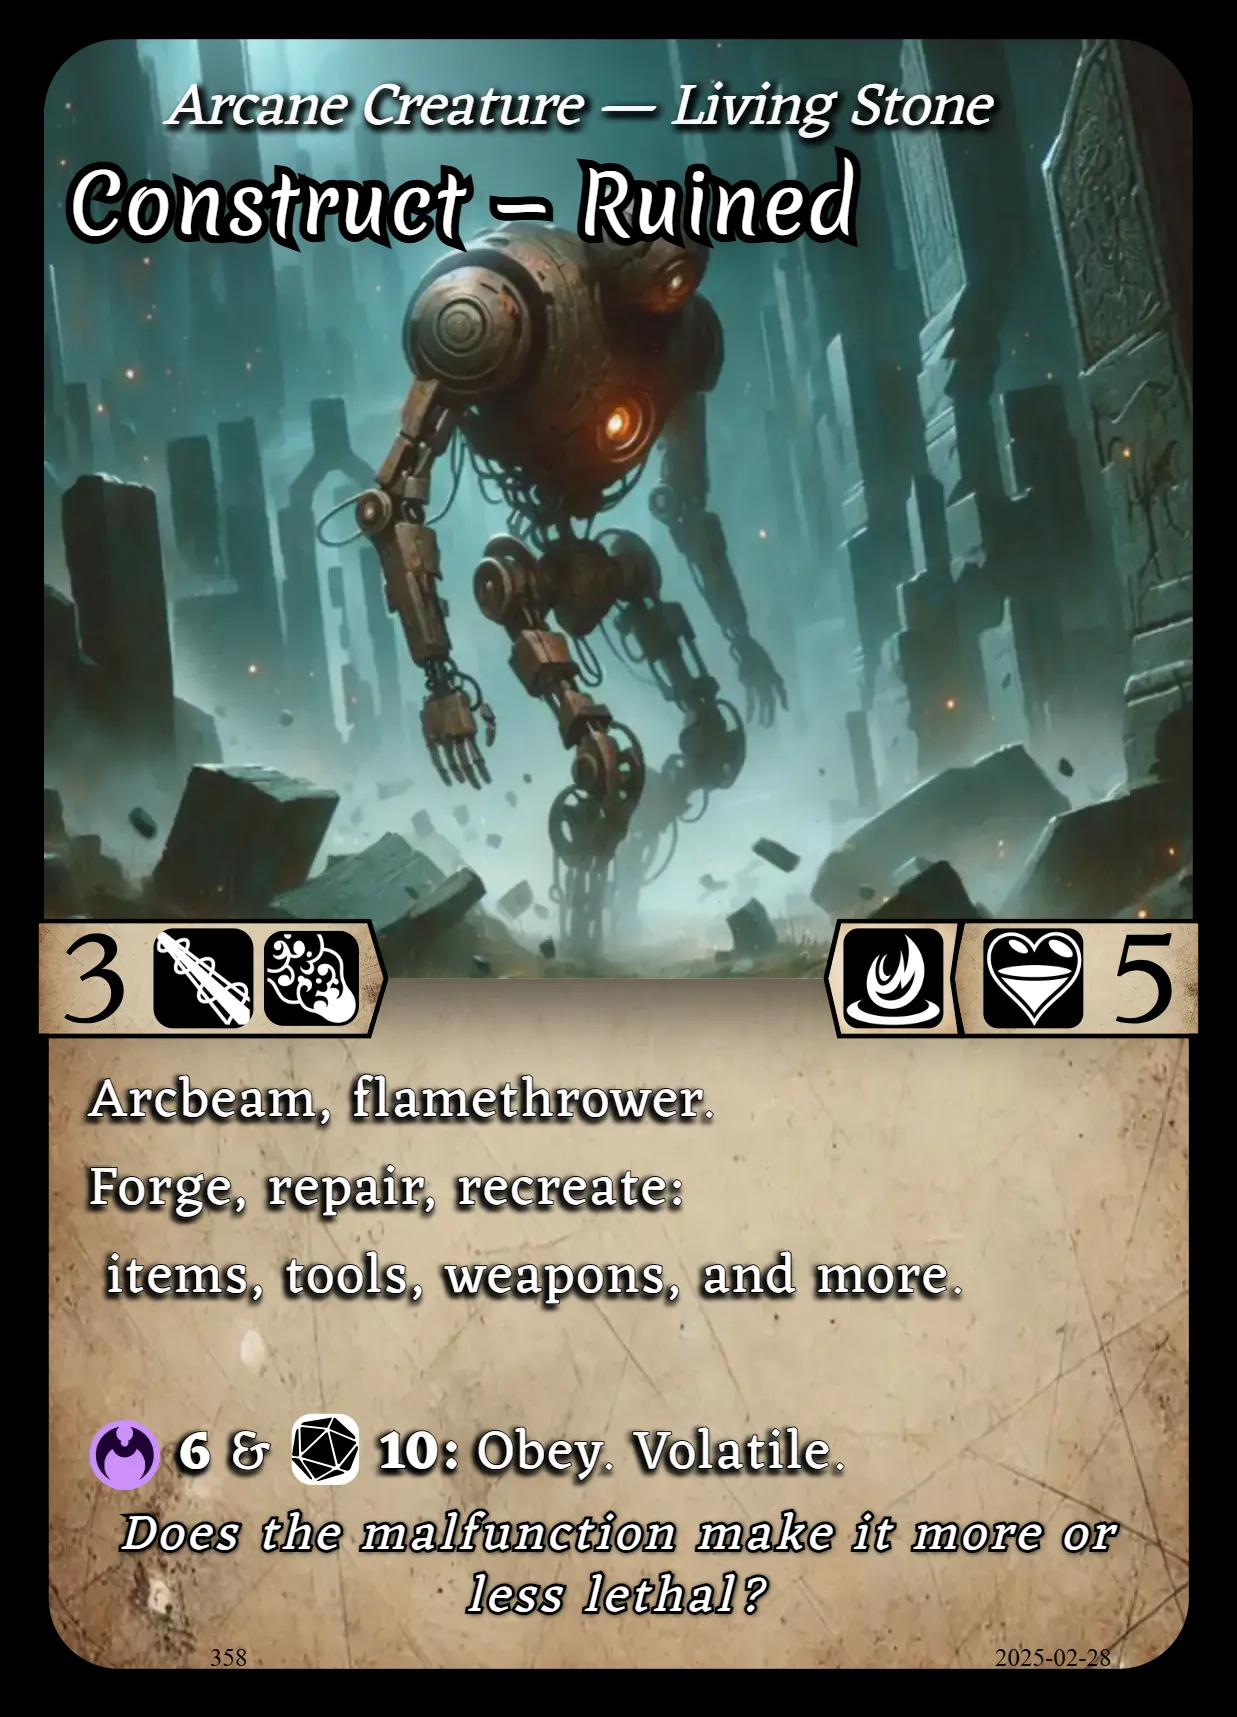 Arcane Creature — Living Stone
Construct – Ruined
3
5
Arcbeam, flamethrower.
Forge, repair, recreate:
items, tools, weapons, and more.
6 & 10: Obey. Volatile.
Does the malfunction make it more or
less lethal?
358
2025-02-28